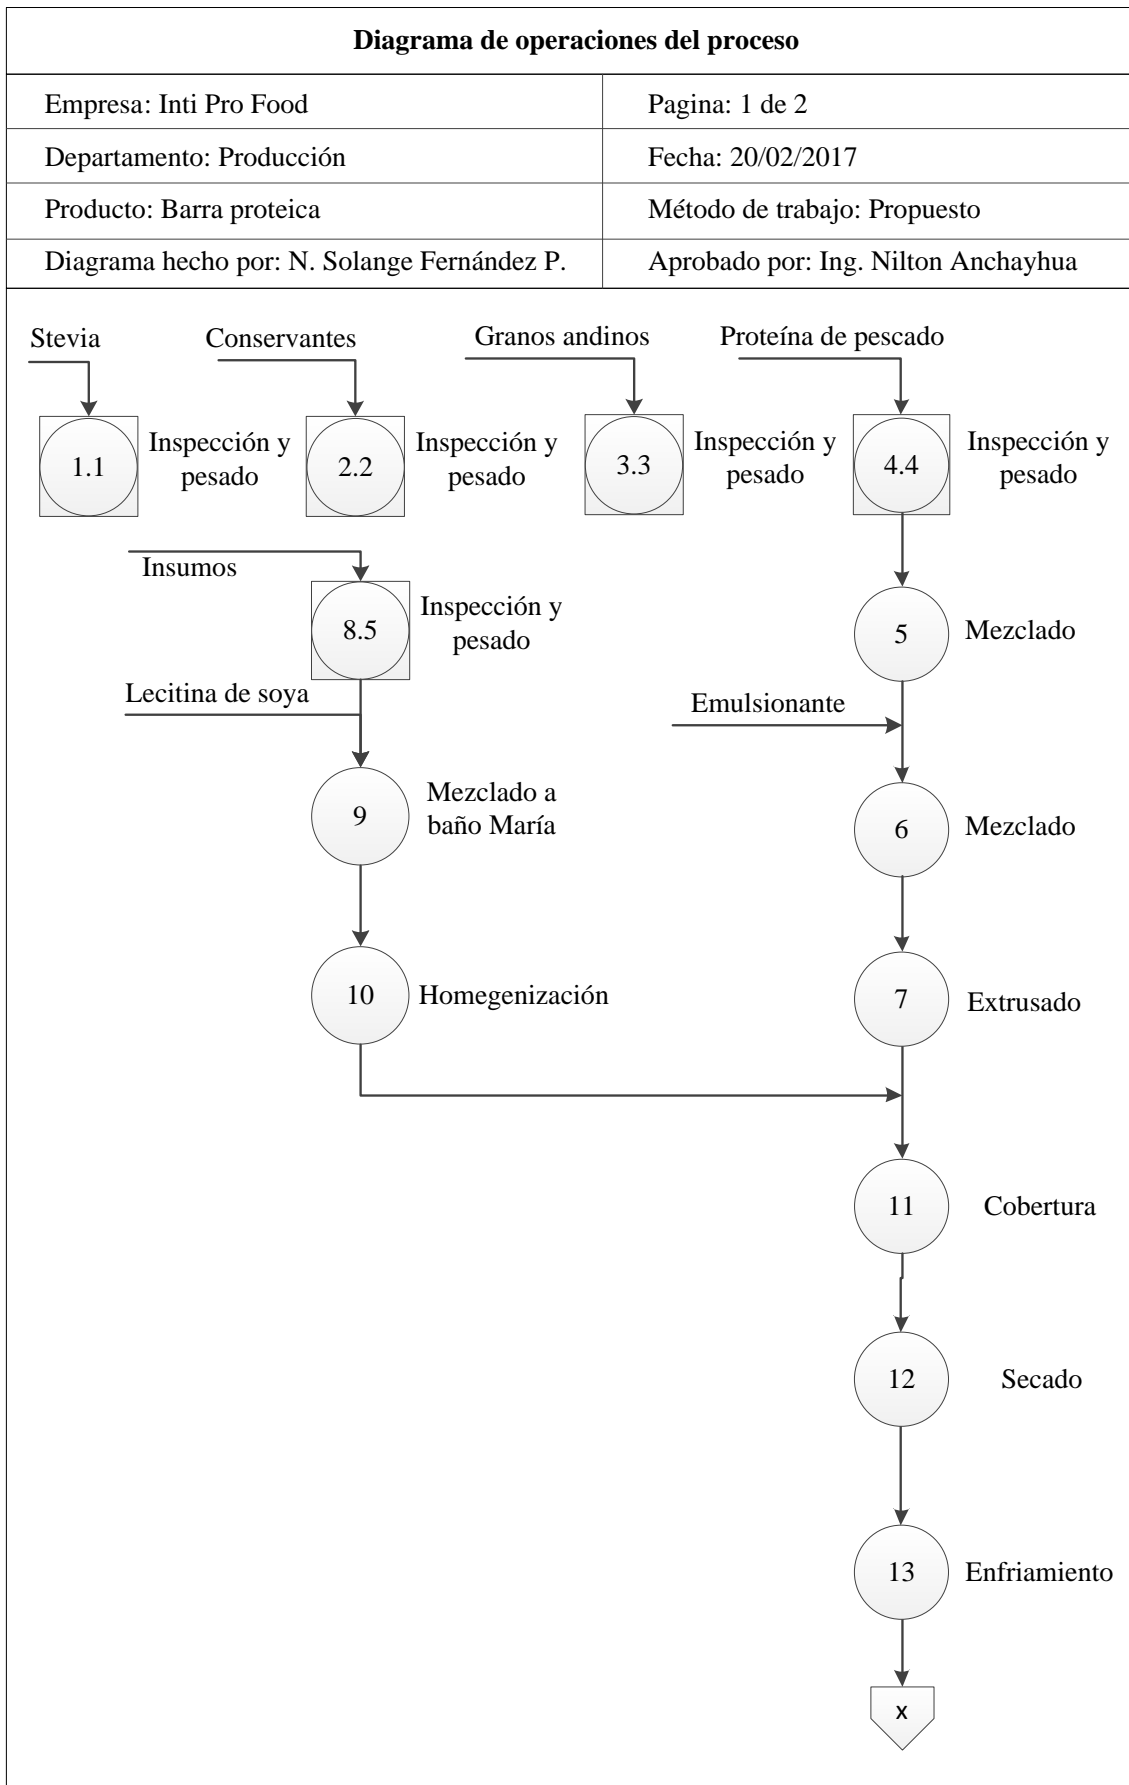 Diagrama de operaciones del proceso
Empresa: Inti Pro Food
Pagina: 1 de 2
Departamento: Producción
Fecha: 20/02/2017
Producto: Barra proteica
Método de trabajo: Propuesto
Diagrama hecho por: N. Solange Fernández P.
Aprobado por: Ing. Nilton Anchayhua
Stevia
Conservantes
Granos andinos
Proteína de pescado
1.1
Inspección y
pesado
2.2
Inspección y
pesado
3.3
Inspección y
pesado
4.4
Inspección y
pesado
Insumos
8.5
Inspección y
pesado
5
Mezclado
Lecitina de soya
Emulsionante
9
Mezclado a
baño María
6
Mezclado
10
Homegenización
7
Extrusado
11
Cobertura
12
Secado
13
Enfriamiento
x